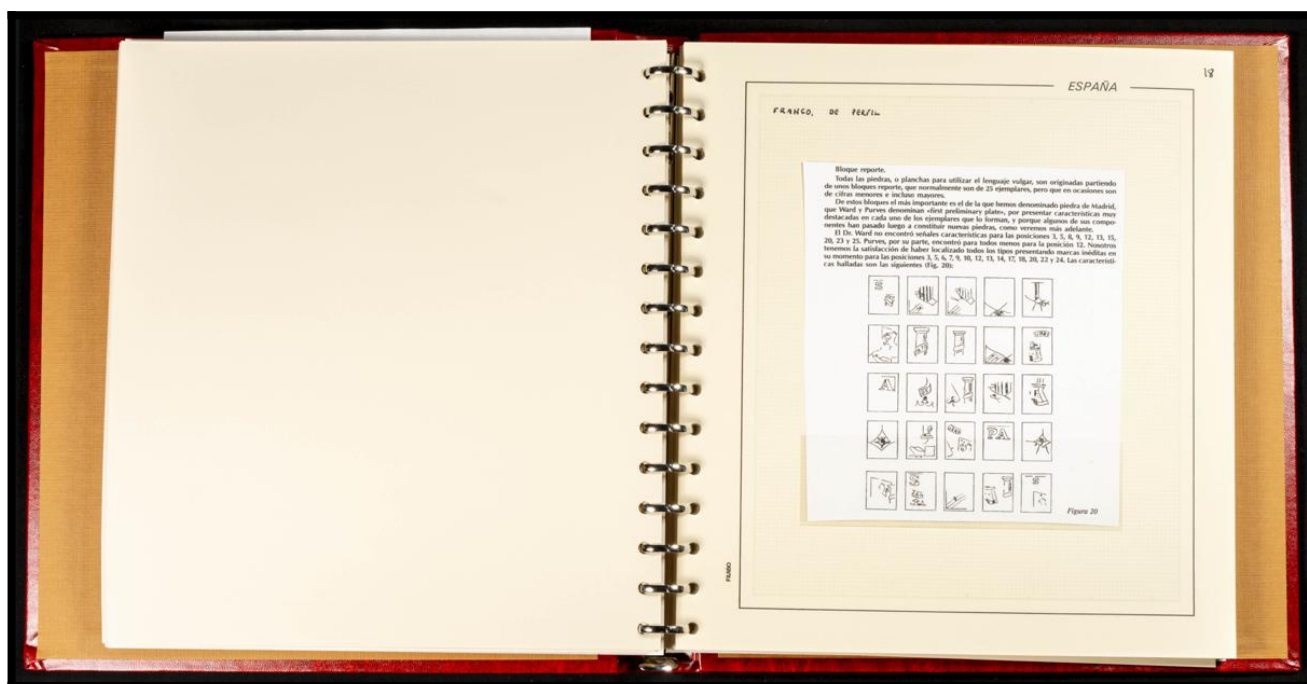 18
ESPAÑA
FRANCO, DE PERFIL
Bloque reporte.
Todas las piedras, o planchas para utilizar el lenguaje vulgar, son originadas partiendo
de unos bloques reporte, que normalmente son de 25 ejemplares, pero que en ocasiones son
de cifras menores e incluso mayores.
De estos bloques el más importante es el de la que hemos denominado piedra de Madrid,
que Ward y Purves denominan «first preliminary plate», por presentar características muy
destacadas en cada uno de los ejemplares que lo forman, y porque algunos de sus compo-
nentes han pasado luego a constituir nuevas piedras, como veremos más adelante.
El Dr. Ward no encontró señales características para las posiciones 3, 5, 8, 9, 12, 13, 15,
20, 23 y 25. Purves, por su parte, encontró para todos menos para la posición 12. Nosotros
tenemos la satisfacción de haber localizado todos los tipos presentando marcas inéditas en
su momento para las posiciones 3, 5, 6, 7, 9, 10, 12, 13, 14, 17, 18, 20, 22 y 24. Las característi-
cas halladas son las siguientes (Fig. 20):
A
PA
Figura 20
FILABO